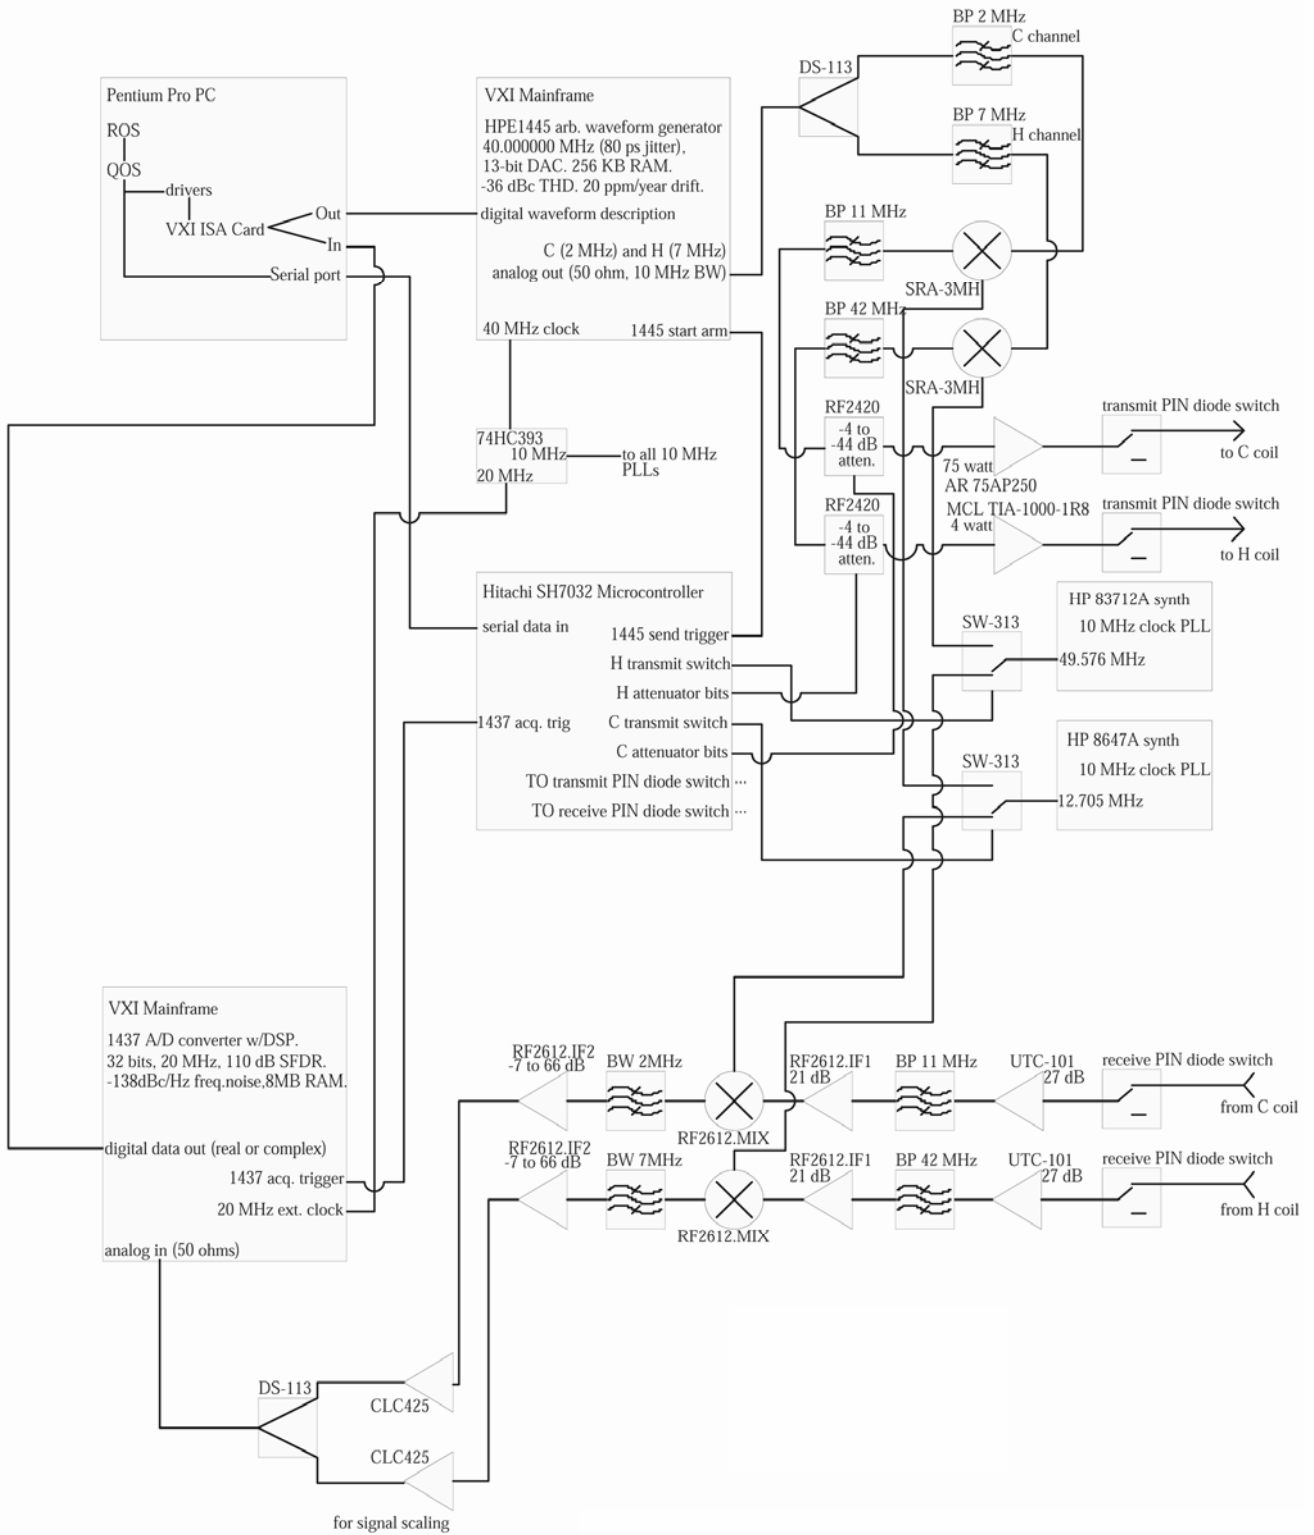 Pentium Pro PC
ROS
QOS
drivers
VXI ISA Card
Out
In
Serial port
VXI Mainframe
HPE1445 arb. waveform generator
40.000000 MHz (80 ps jitter),
13-bit DAC. 256 KB RAM.
-36 dBc THD. 20 ppm/year drift.
digital waveform description
C (2 MHz) and H (7 MHz)
analog out (50 ohm, 10 MHz BW)
40 MHz clock
1445 start arm
DS-113
BP 2 MHz
C channel
BP 7 MHz
H channel
BP 11 MHz
SRA-3MH
BP 42 MHz
SRA-3MH
74HC393
10 MHz
20 MHz
to all 10 MHz
PLLs
RF2420
-4 to
-44 dB
atten.
75 watt
AR 75AP250
transmit PIN diode switch
to C coil
RF2420
-4 to
-44 dB
atten.
MCL TIA-1000-1R8
4 watt
transmit PIN diode switch
to H coil
Hitachi SH7032 Microcontroller
serial data in
1445 send trigger
H transmit switch
H attenuator bits
1437 acq. trig
C transmit switch
C attenuator bits
TO transmit PIN diode switch ...
TO receive PIN diode switch ...
SW-313
HP 83712A synth
10 MHz clock PLL
49.576 MHz
SW-313
HP 8647A synth
10 MHz clock PLL
12.705 MHz
VXI Mainframe
1437 A/D converter w/DSP.
32 bits, 20 MHz, 110 dB SFDR.
-138dBc/Hz freq.noise,8MB RAM.
digital data out (real or complex)
1437 acq. trigger
20 MHz ext. clock
analog in (50 ohms)
RF2612.IF2
-7 to 66 dB
BW 2MHz
RF2612.MIX
RF2612.IF1
21 dB
BP 11 MHz
UTC-101
27 dB
receive PIN diode switch
from C coil
RF2612.IF2
-7 to 66 dB
BW 7MHz
RF2612.MIX
RF2612.IF1
21 dB
BP 42 MHz
UTC-101
27 dB
receive PIN diode switch
from H coil
DS-113
CLC425
CLC425
for signal scaling